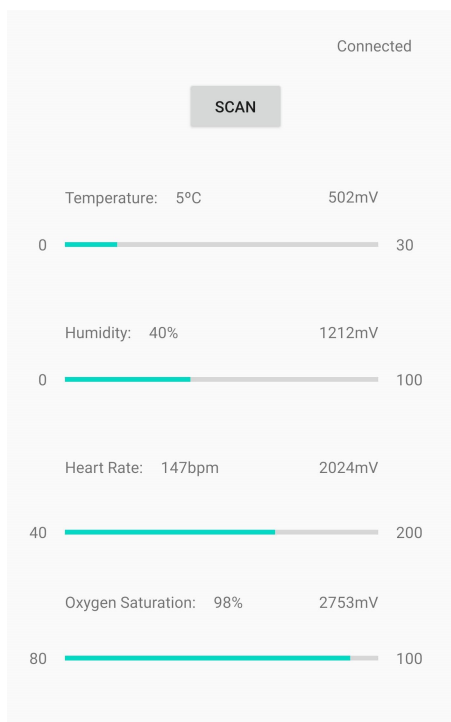 Connected
SCAN
Temperature: 5ºC 502mV
0 30
Humidity: 40% 1212mV
0 100
Heart Rate: 147bpm 2024mV
40 200
Oxygen Saturation: 98% 2753mV
80 100